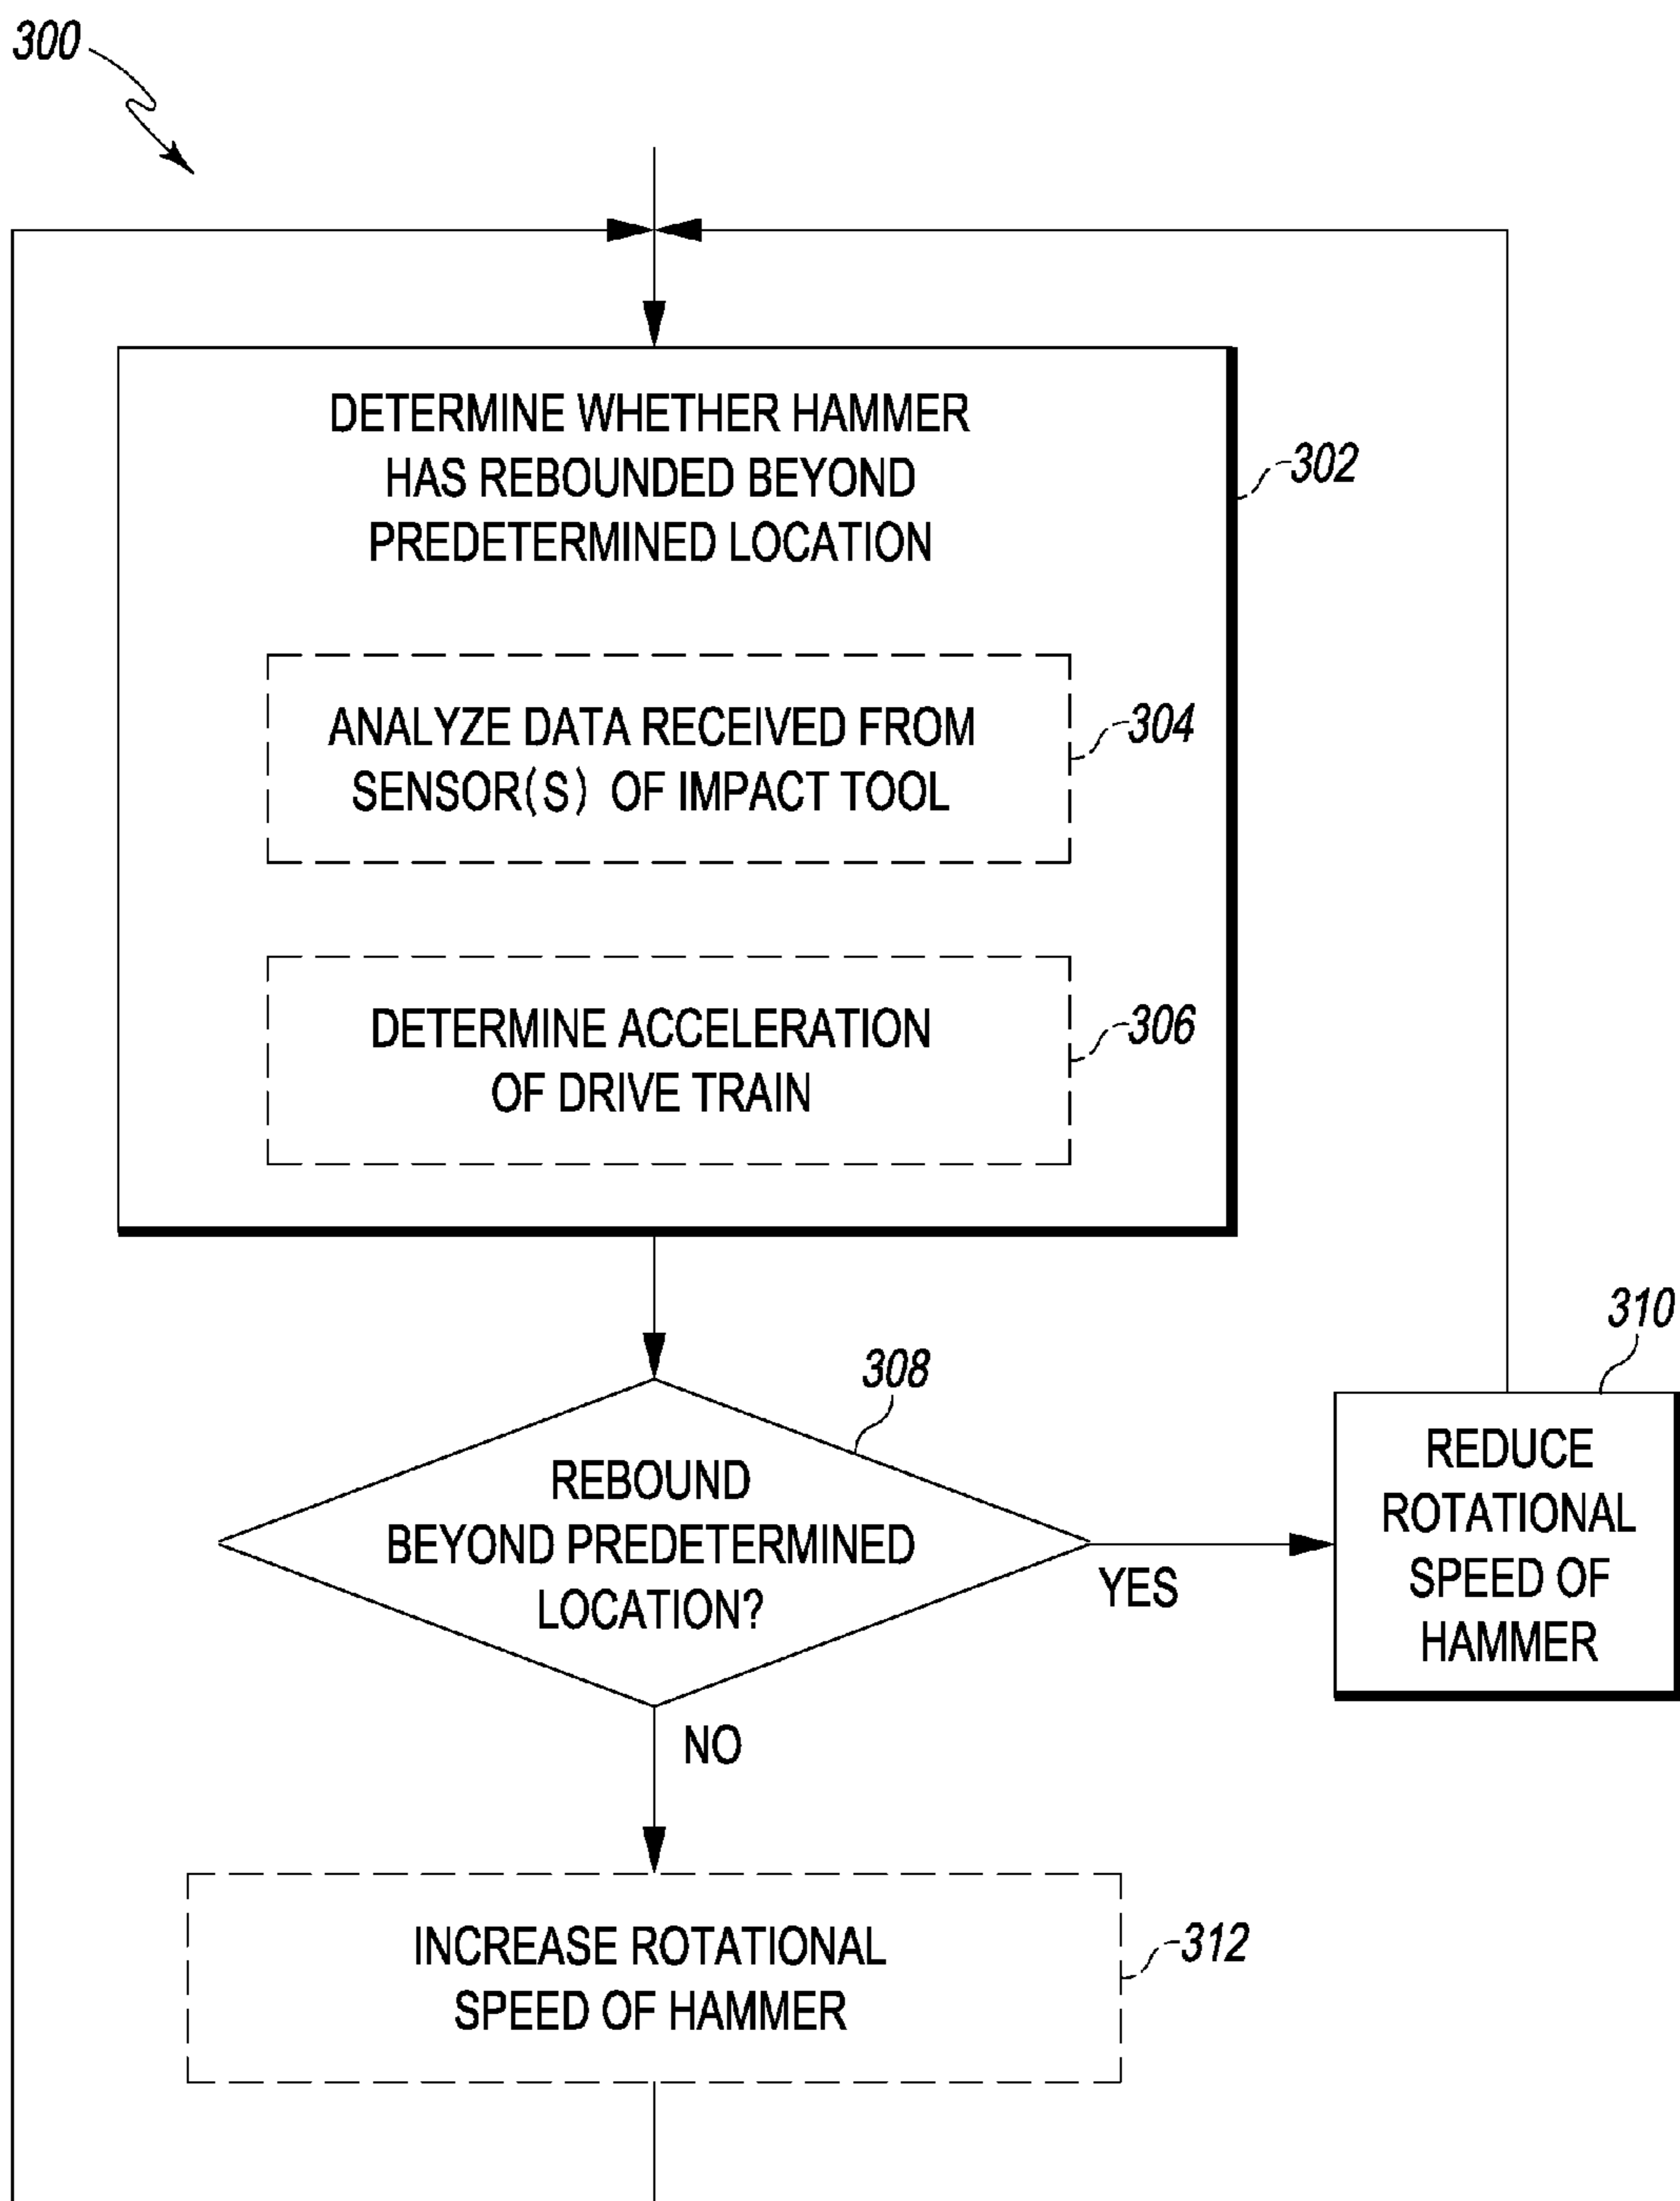 300
DETERMINE WHETHER HAMMER
HAS REBOUNDED BEYOND
PREDETERMINED LOCATION
302
ANALYZE DATA RECEIVED FROM
SENSOR(S) OF IMPACT TOOL
304
DETERMINE ACCELERATION
OF DRIVE TRAIN
306
308
REBOUND
BEYOND PREDETERMINED
LOCATION?
YES
310
REDUCE
ROTATIONAL
SPEED OF
HAMMER
NO
INCREASE ROTATIONAL
SPEED OF HAMMER
312